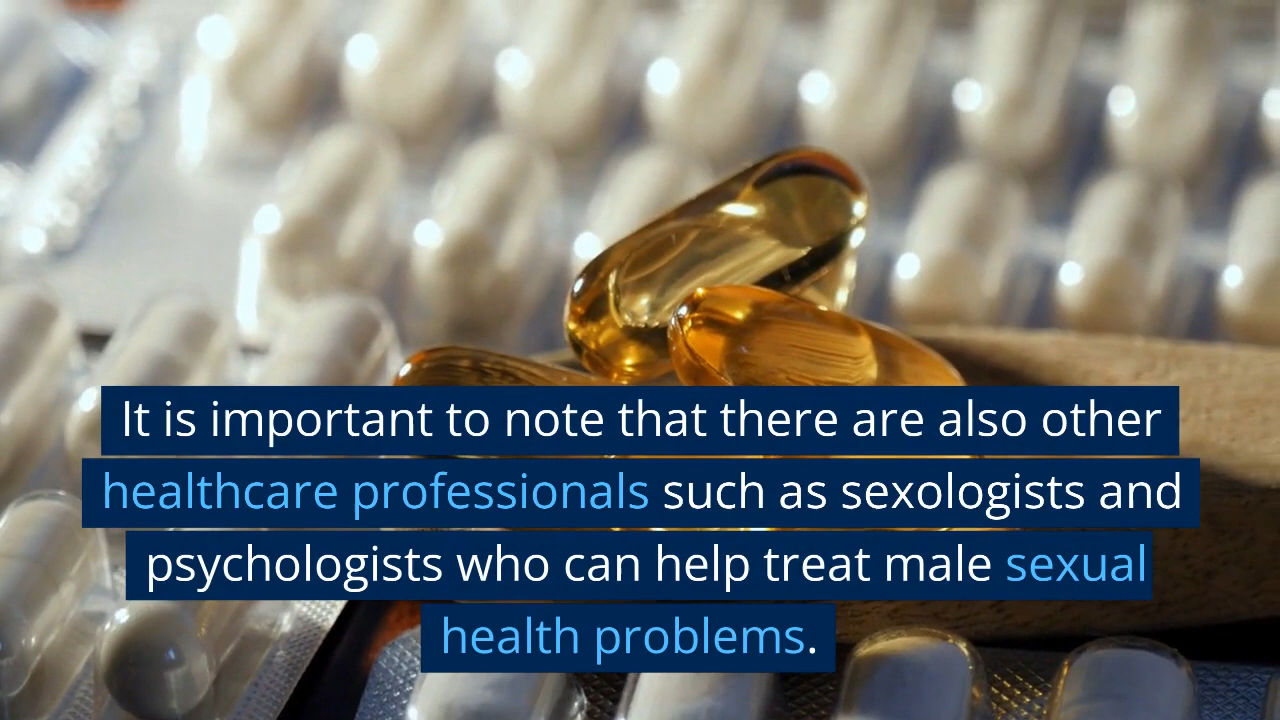 It is important to note that there are also other
healthcare professionals such as sexologists and
psychologists who can help treat male sexual
health problems.